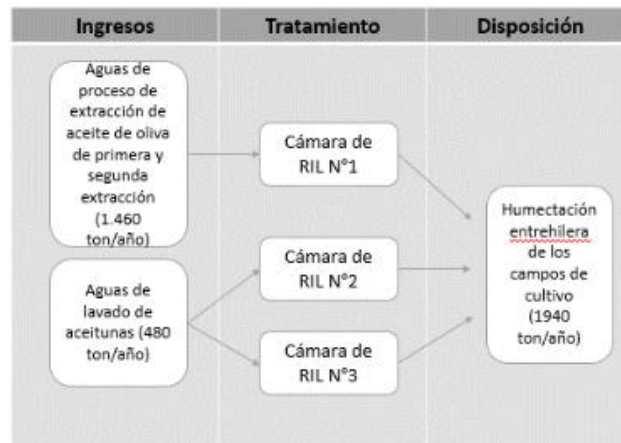 Ingresos
Tratamiento
Disposición
Aguas de
proceso de
extracción de
aceite de oliva
de primera y
segunda
extracción
(1.460
ton/año)
Aguas de
lavado de
aceitunas (480
ton/año)
Cámara de
RIL N°1
Cámara de
RIL N°2
Cámara de
RIL N°3
Humectación
entrehilera
de los
campos de
cultivo
(1940
ton/año)